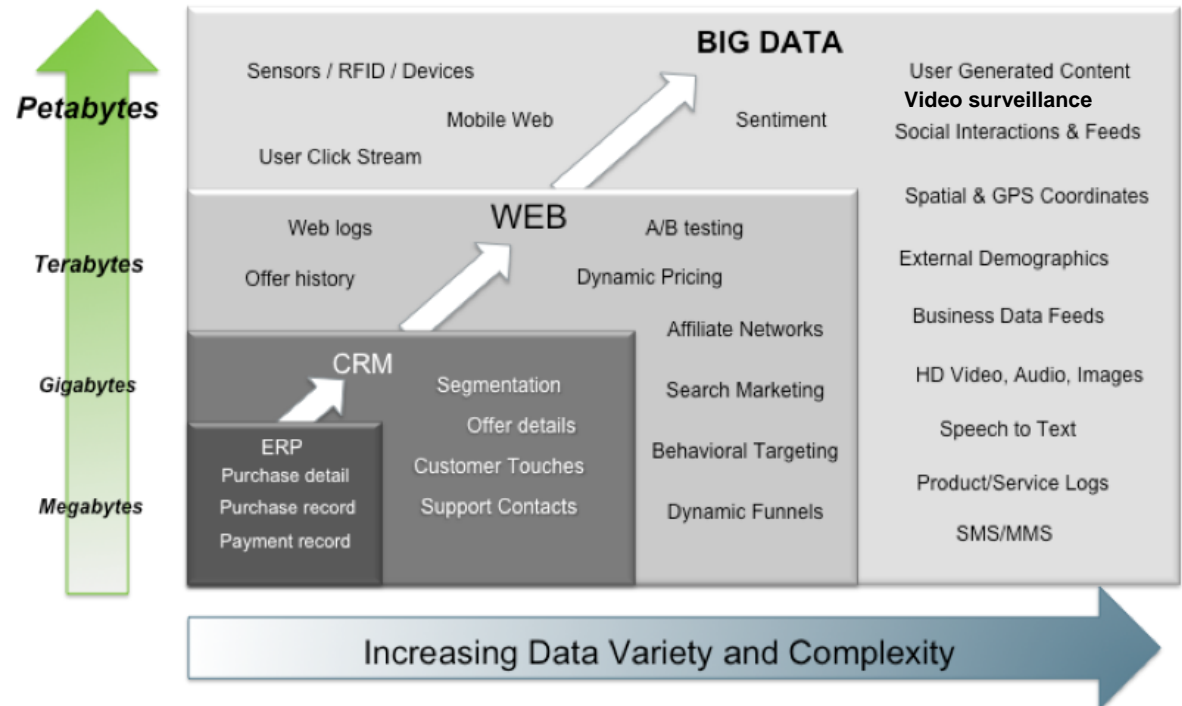 Petabytes
Terabytes
Gigabytes
Megabytes
BIG DATA
Sensors / RFID / Devices
Mobile Web
User Click Stream
Sentiment
User Generated Content
Video surveillance
Social Interactions & Feeds
Spatial & GPS Coordinates
External Demographics
Business Data Feeds
HD Video, Audio, Images
Speech to Text
Product/Service Logs
SMS/MMS
WEB
Web logs
Offer history
A/B testing
Dynamic Pricing
Affiliate Networks
Search Marketing
Behavioral Targeting
Dynamic Funnels
CRM
Segmentation
Offer details
Customer Touches
Support Contacts
ERP
Purchase detail
Purchase record
Payment record
Increasing Data Variety and Complexity